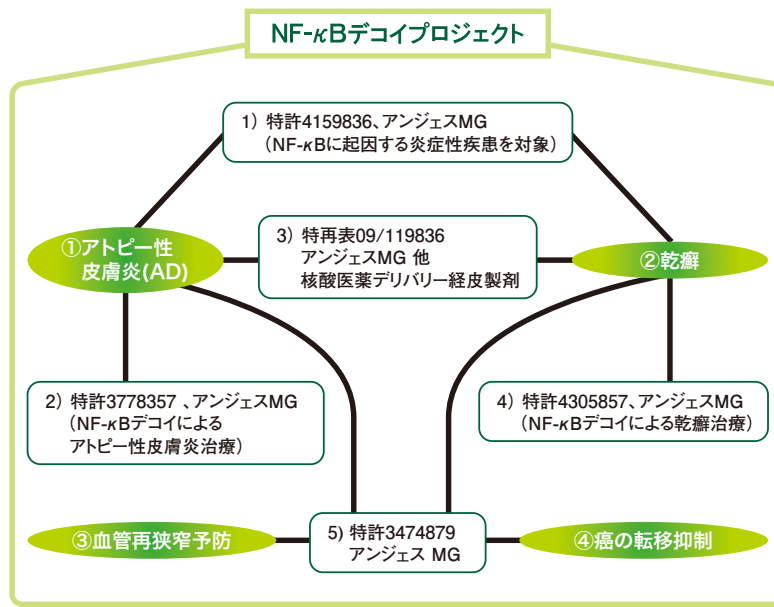 NF-κBデコイプロジェクト
1) 特許4159836、アンジェスMG
(NF-κBに起因する炎症性疾患を対象)
①アトピー性
皮膚炎(AD)
3) 特再表09/119836
アンジェスMG 他
核酸医薬デリバリー経皮製剤
②乾癬
2) 特許3778357 、アンジェスMG
(NF-κBデコイによる
アトピー性皮膚炎治療)
4) 特許4305857、アンジェスMG
(NF-κBデコイによる乾癬治療)
③血管再狭窄予防
5) 特許3474879
アンジェス MG
④癌の転移抑制